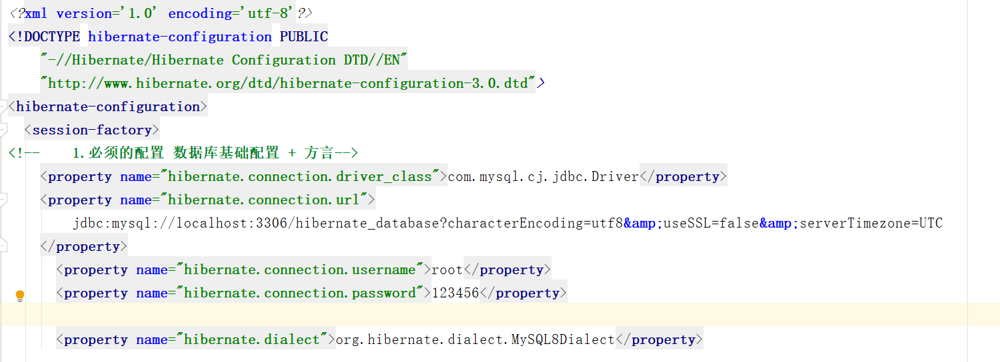 <?xml version='1.0' encoding='utf-8'?>
<!DOCTYPE hibernate-configuration PUBLIC
"-//Hibernate/Hibernate Configuration DTD//EN"
"http://www.hibernate.org/dtd/hibernate-configuration-3.0.dtd">
<hibernate-configuration>
<session-factory>
<!-- 1.必须的配置 数据库基础配置 + 方言-->
<property name="hibernate.connection.driver_class">com.mysql.cj.jdbc.Driver</property>
<property name="hibernate.connection.url">
jdbc:mysql://localhost:3306/hibernate_database?characterEncoding=utf8&amp;useSSL=false&amp;serverTimezone=UTC
</property>
<property name="hibernate.connection.username">root</property>
<property name="hibernate.connection.password">123456</property>
<property name="hibernate.dialect">org.hibernate.dialect.MySQL8Dialect</property>